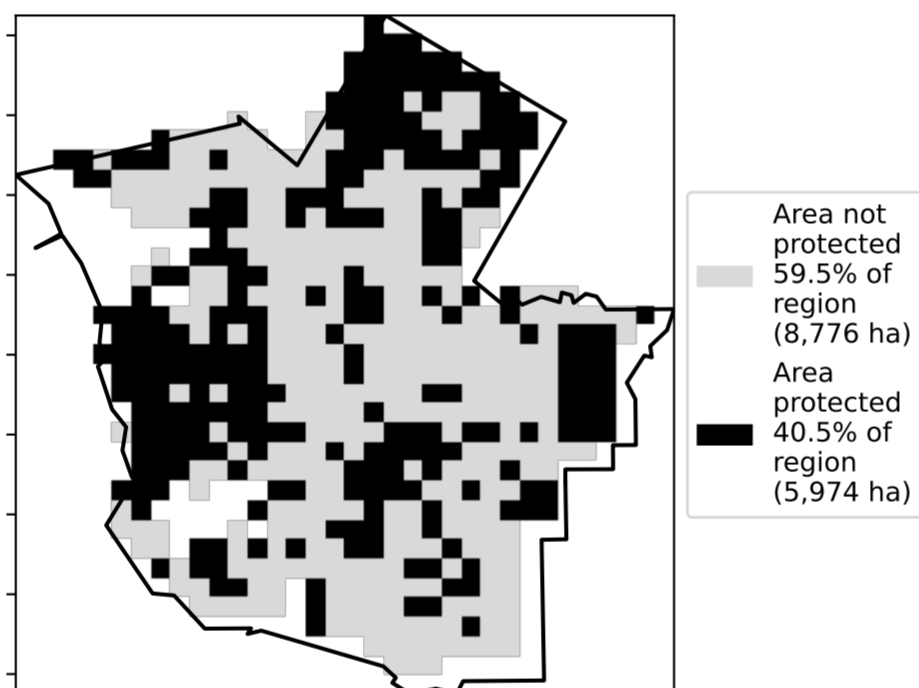 Area not
protected
59.5% of
region
(8,776 ha)
Area
protected
40.5% of
region
(5,974 ha)